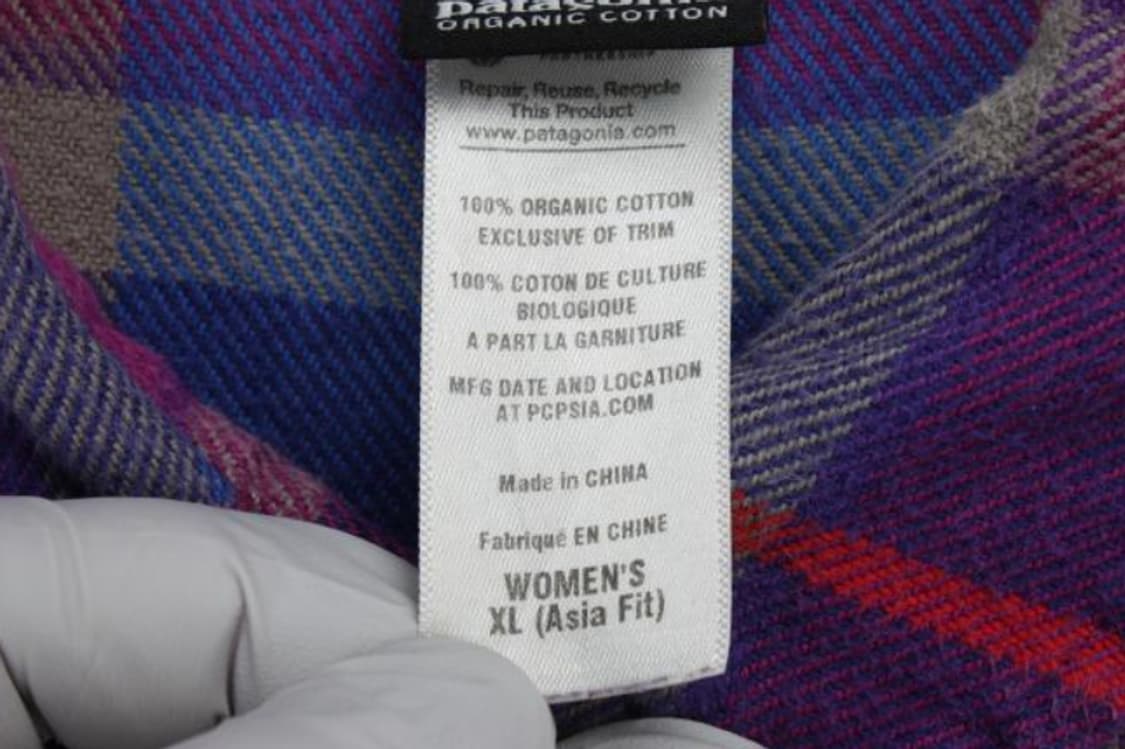 patagonia
ORGANIC COTTON
PARTNERSHIP
Repair, Reuse, Recycle
This Product
www.patagonia.com
100% ORGANIC COTTON
EXCLUSIVE OF TRIM
100% COTON DE CULTURE
BIOLOGIQUE
A PART LA GARNITURE
MFG DATE AND LOCATION
AT PCPSIA.COM
Made in CHINA
Fabriqué EN CHINE
WOMEN'S
XL (Asia Fit)